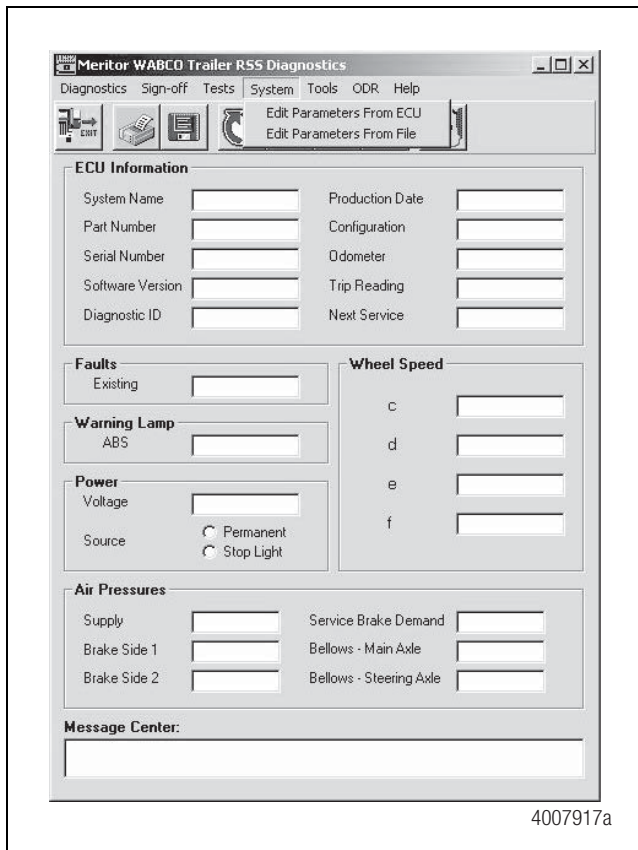 Meritor WABCO Trailer RSS Diagnostics
Diagnostics Sign-off Tests System Tools ODR Help
Edit Parameters From ECU
Edit Parameters From File
EXIT
ECU Information
System Name Production Date
Part Number Configuration
Serial Number Odometer
Software Version Trip Reading
Diagnostic ID Next Service
Faults
Existing
Warning Lamp
ABS
Power
Voltage
Source
Permanent
Stop Light
Wheel Speed
c
d
e
f
Air Pressures
Supply Service Brake Demand
Brake Side 1 Bellows - Main Axle
Brake Side 2 Bellows - Steering Axle
Message Center:
4007917a